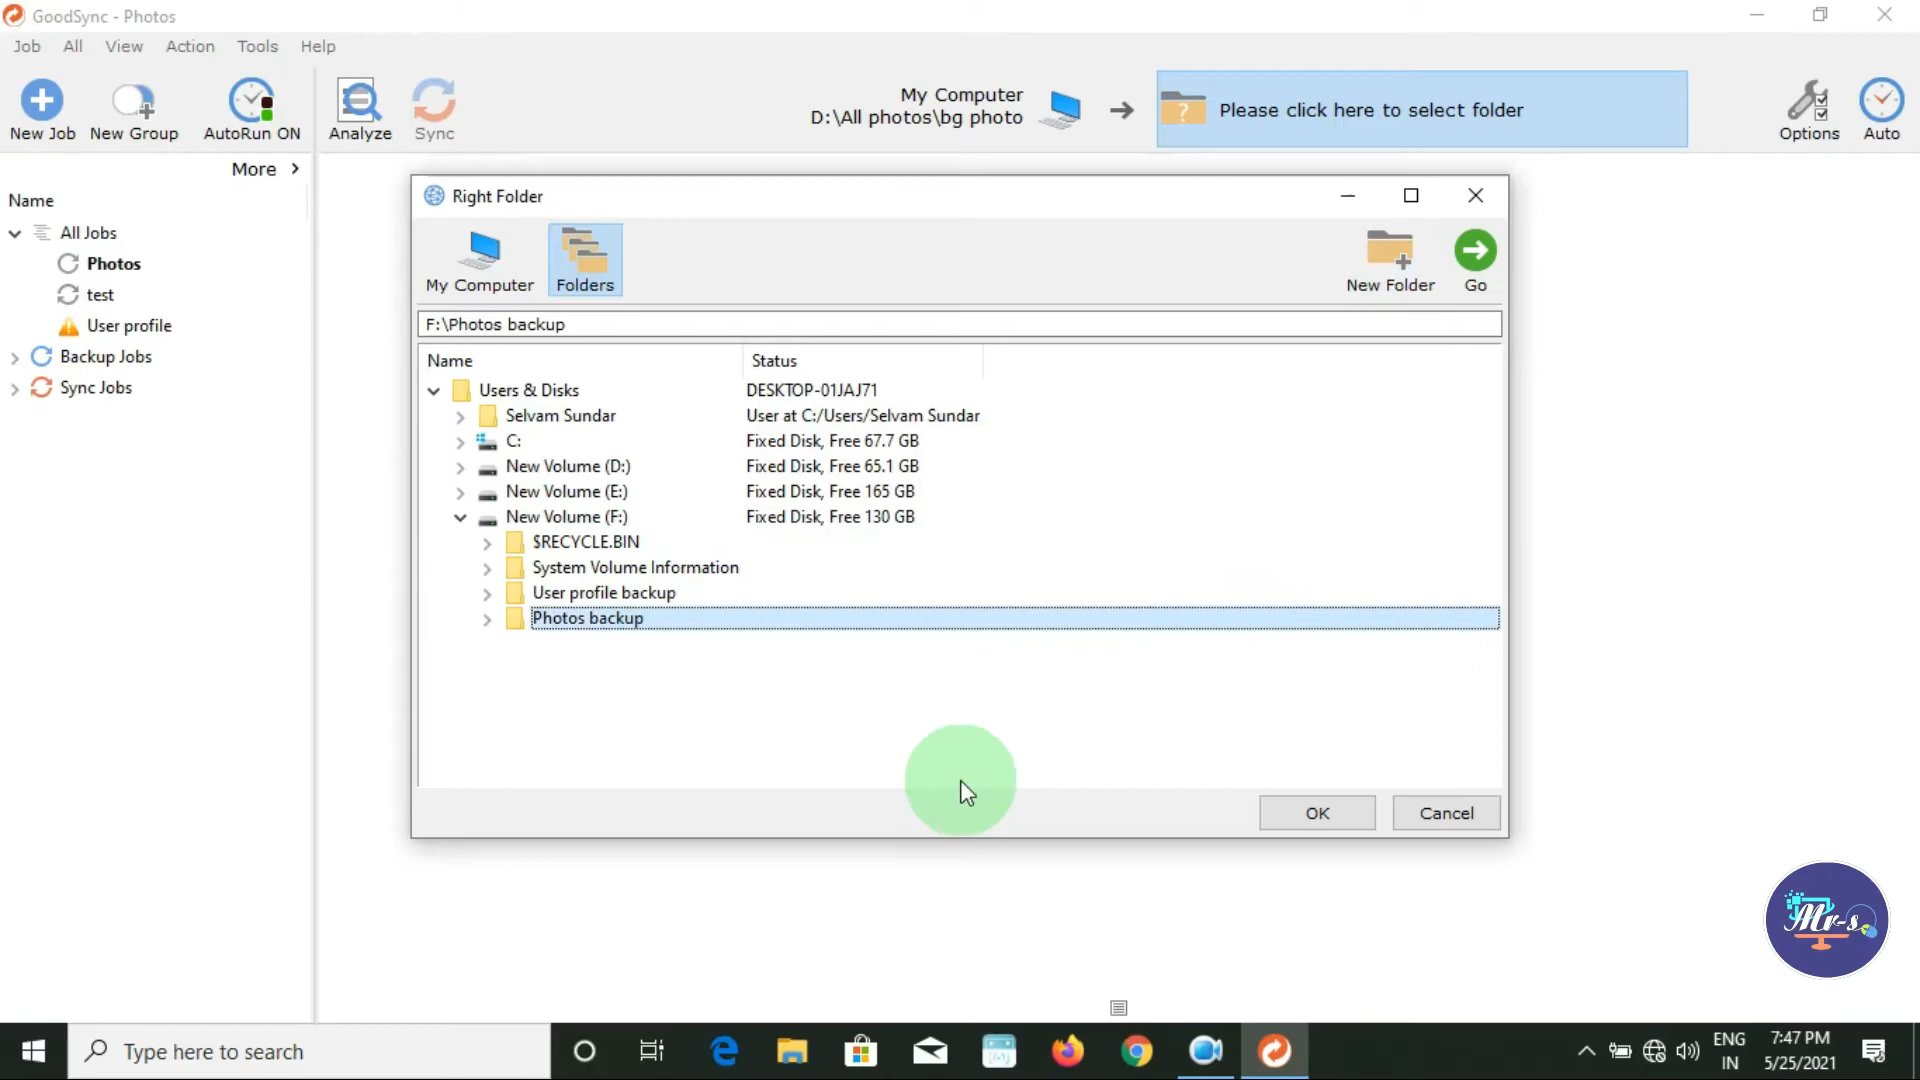 GoodSync - Photos
Job All View Action Tools Help
New Job New Group AutoRun ON Analyze Sync
My Computer
D:\All photos\bg photo
? Please click here to select folder
Options Auto
More
Name
All Jobs
Photos
test
User profile
Backup Jobs
Sync Jobs
Right Folder
My Computer Folders New Folder Go
F:\Photos backup
Name Status
Users & Disks DESKTOP-01JAJ71
Selvam Sundar User at C:/Users/Selvam Sundar
C: Fixed Disk, Free 67.7 GB
New Volume (D:) Fixed Disk, Free 65.1 GB
New Volume (E:) Fixed Disk, Free 165 GB
New Volume (F:) Fixed Disk, Free 130 GB
$RECYCLE.BIN
System Volume Information
User profile backup
Photos backup
OK Cancel
Mr-s
Type here to search
ENG
IN
7:47 PM
5/25/2021